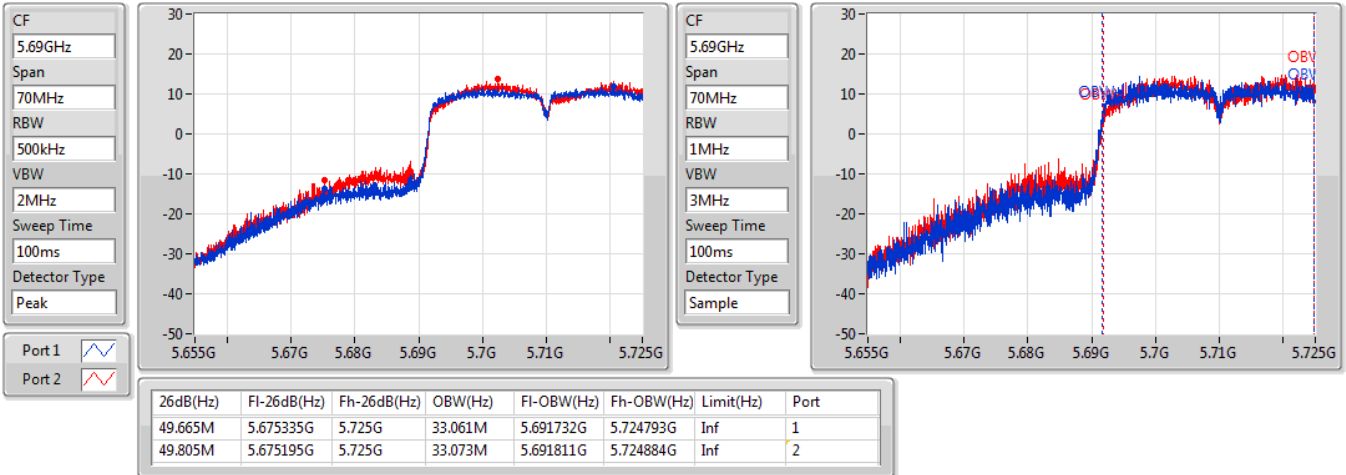 CF
5.69GHz
Span
70MHz
RBW
500kHz
VBW
2MHz
Sweep Time
100ms
Detector Type
Peak
Port 1
Port 2
30
20
10
0
-10
-20
-30
-40
-50
5.655G 5.67G 5.68G 5.69G 5.7G 5.71G 5.725G
CF
5.69GHz
Span
70MHz
RBW
1MHz
VBW
3MHz
Sweep Time
100ms
Detector Type
Sample
30
20
10
0
-10
-20
-30
-40
-50
OBW
OBW
5.655G 5.67G 5.68G 5.69G 5.7G 5.71G 5.725G
26dB(Hz) Fl-26dB(Hz) Fh-26dB(Hz) OBW(Hz) Fl-OBW(Hz) Fh-OBW(Hz) Limit(Hz) Port
49.665M 5.675335G 5.725G 33.061M 5.691732G 5.724793G Inf 1
49.805M 5.675195G 5.725G 33.073M 5.691811G 5.724884G Inf 2